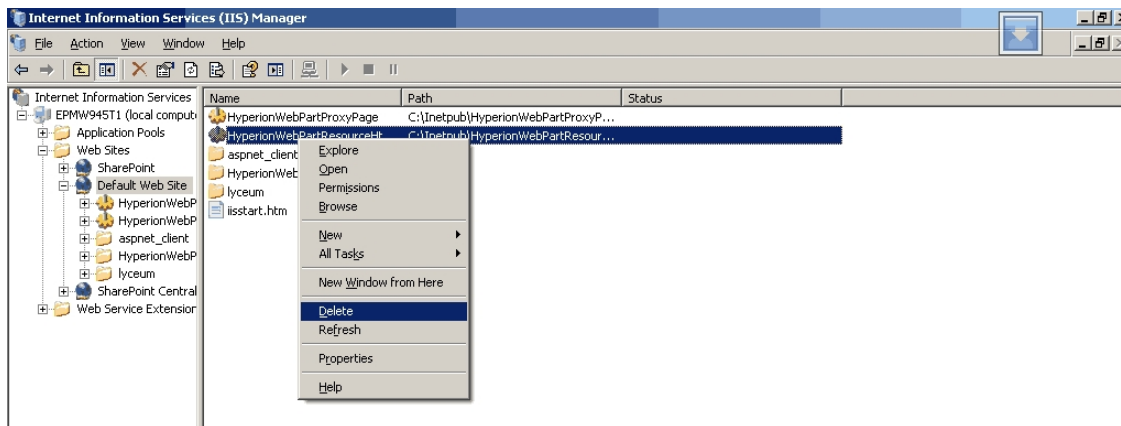 Internet Information Services (IIS) Manager
File Action View Window Help
Internet Information Services
EPMW945T1 (local compute
Application Pools
Web Sites
SharePoint
Default Web Site
HyperionWebP
HyperionWebP
aspnet_client
HyperionWebP
lyceum
SharePoint Central
Web Service Extension
Name Path Status
HyperionWebPartProxyPage C:\Inetpub\HyperionWebPartProxyP...
HyperionWebPartResourceHt C:\Inetpub\HyperionWebPartResour...
aspnet_client
HyperionWeb
lyceum
iisstart.htm
Explore
Open
Permissions
Browse
New
All Tasks
New Window from Here
Delete
Refresh
Properties
Help